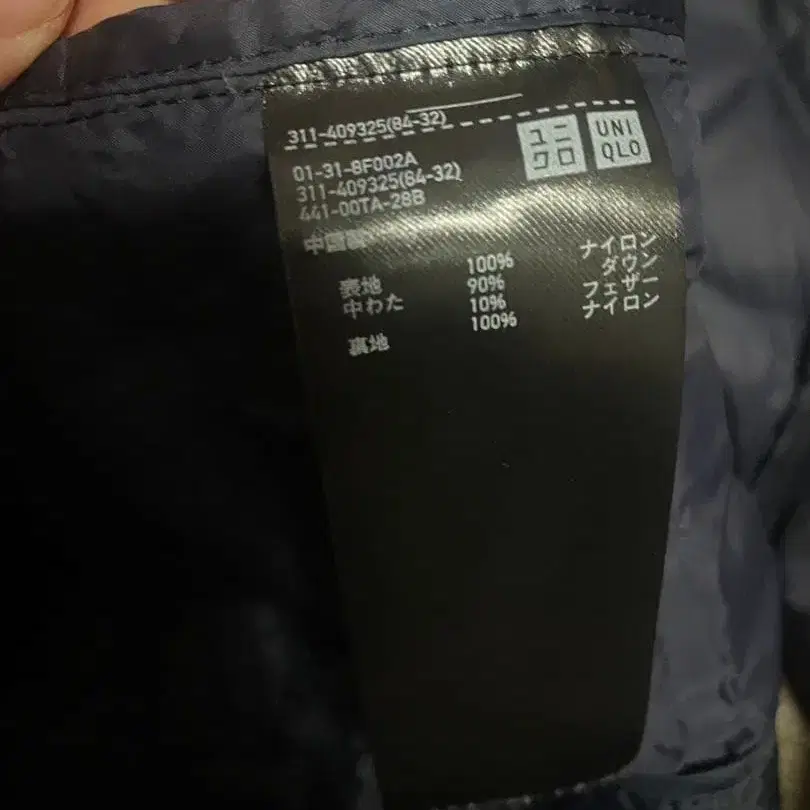 311-409325(84-32)
ユニ
クロ
UNI
QLO
01-31-8F002A
311-409325(84-32)
441-00TA-28B
中国製
表地 100% ナイロン
中わた 90% ダウン
10% フェザー
裏地 100% ナイロン